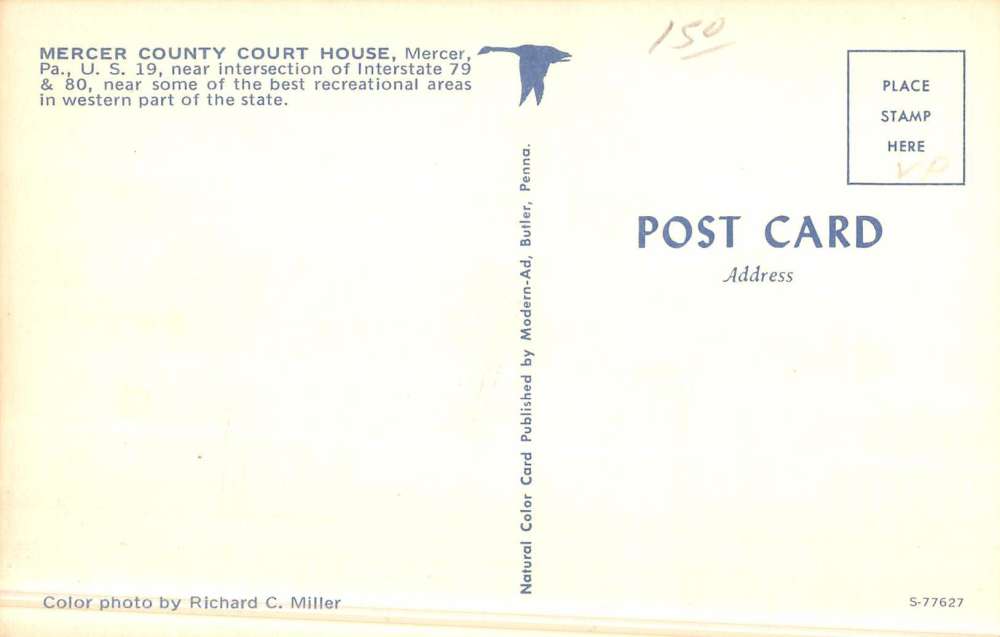 MERCER COUNTY COURT HOUSE, Mercer,
Pa., U. S. 19, near intersection of Interstate 79
& 80, near some of the best recreational areas
in western part of the state.
150
PLACE
STAMP
HERE
VP
POST CARD
Address
Natural Color Card Published by Modern-Ad, Butler, Penna.
Color photo by Richard C. Miller
S-77627